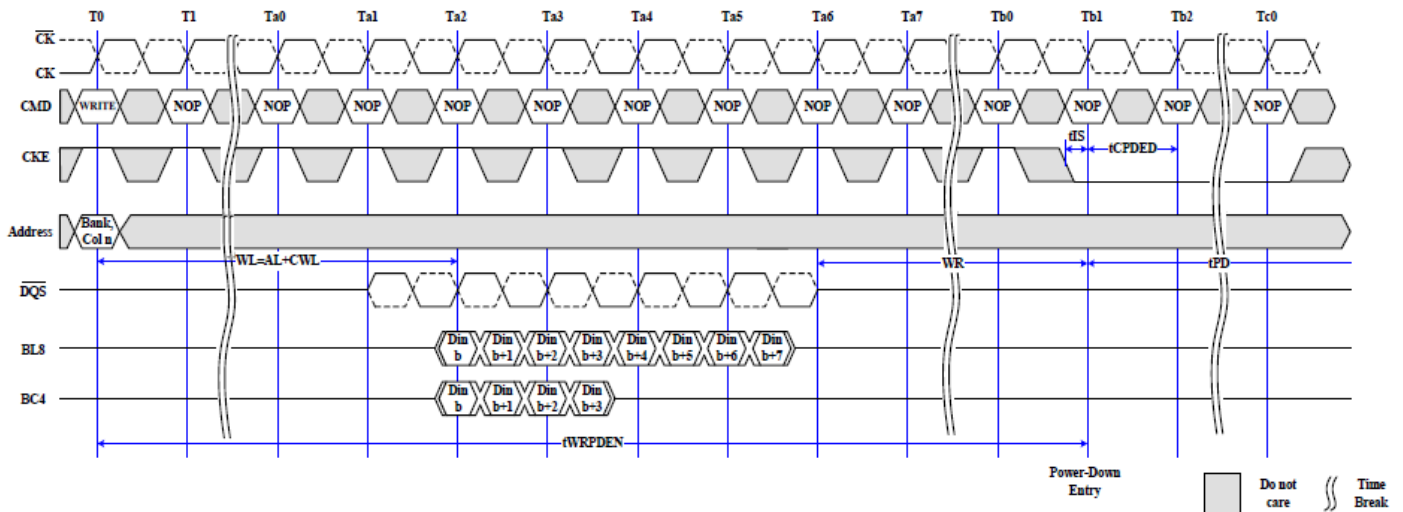 T0 T1 Ta0 Ta1 Ta2 Ta3 Ta4 Ta5 Ta6 Ta7 Tb0 Tb1 Tb2 Tc0
CK
CK
CMD WRITE NOP NOP NOP NOP NOP NOP NOP NOP NOP NOP NOP NOP NOP
tIS
CKE tCPDED
Address Bank,
Col n
WL=AL+CWL WR tPD
DQS
BL8 Din b Din b+1 Din b+2 Din b+3 Din b+4 Din b+5 Din b+6 Din b+7
BC4 Din b Din b+1 Din b+2 Din b+3
tWRPDEN
Power-Down
Entry
Do not
care
Time
Break